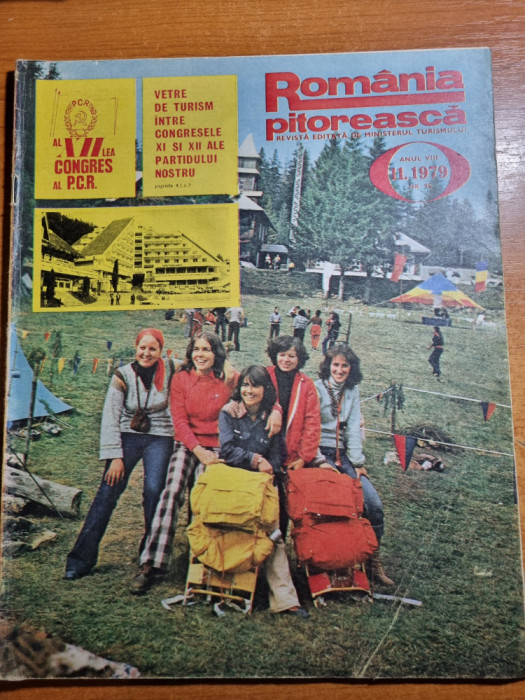 P.C.R.
AL XII LEA
CONGRES
AL P.C.R.
VETRE
DE TURISM
ÎNTRE
CONGRESELE
XI ȘI XII ALE
PARTIDULUI
NOSTRU
România
pitorească
REVISTĂ EDITATĂ DE MINISTERUL TURISMULUI
ANUL VIII
11. 1979